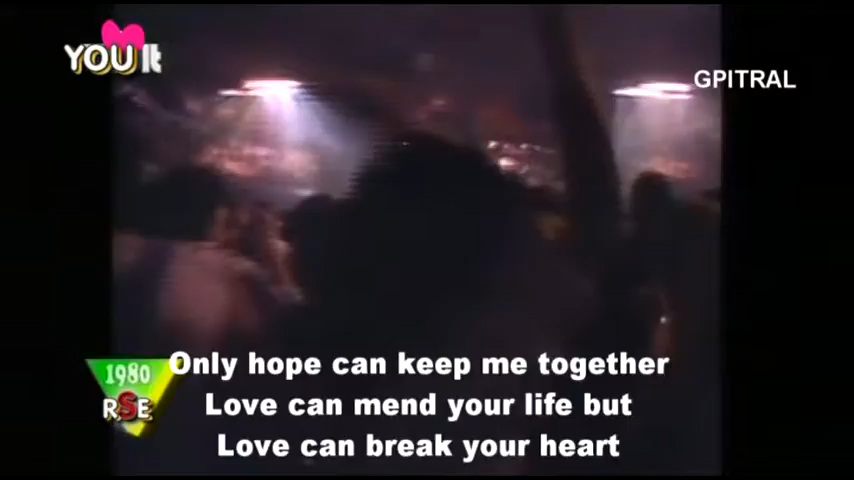 YOU It
GPITRAL
1980
RSE
Only hope can keep me together
Love can mend your life but
Love can break your heart